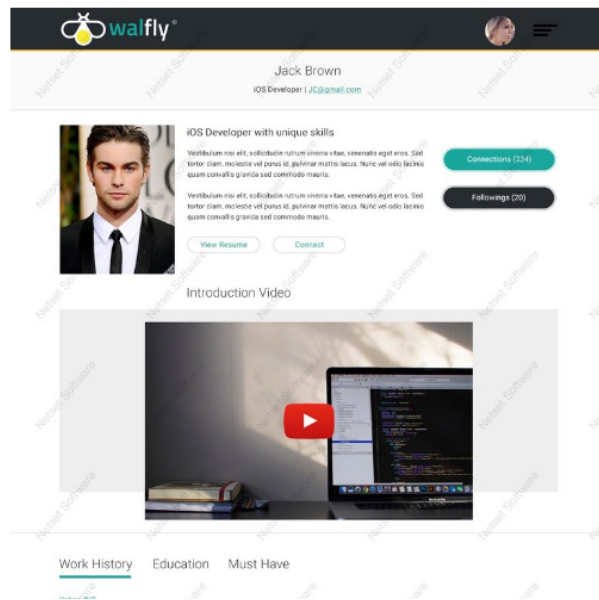 walfly®
Jack Brown
iOS Developer | JC@gmail.com
iOS Developer with unique skills
Vestibulum nisi elit, sollicitudin rutrum viverra vitae, venenatis eget eros. Sed
tortor diam, molestie vel purus id, pulvinar mattis lacus. Nunc vel odio facinia
quam convallis gravida sed commodo mauris.
Vestibulum nisi elit, sollicitudin rutrum viverra vitae, venenatis eget eros. Sed
tortor diam, molestie vel purus id, pulvinar mattis lacus. Nunc vel odio facinia
quam convallis gravida sed commodo mauris.
Connections (234)
Followings (20)
View Resume
Connect
Introduction Video
Work History Education Must Have
Netset Software